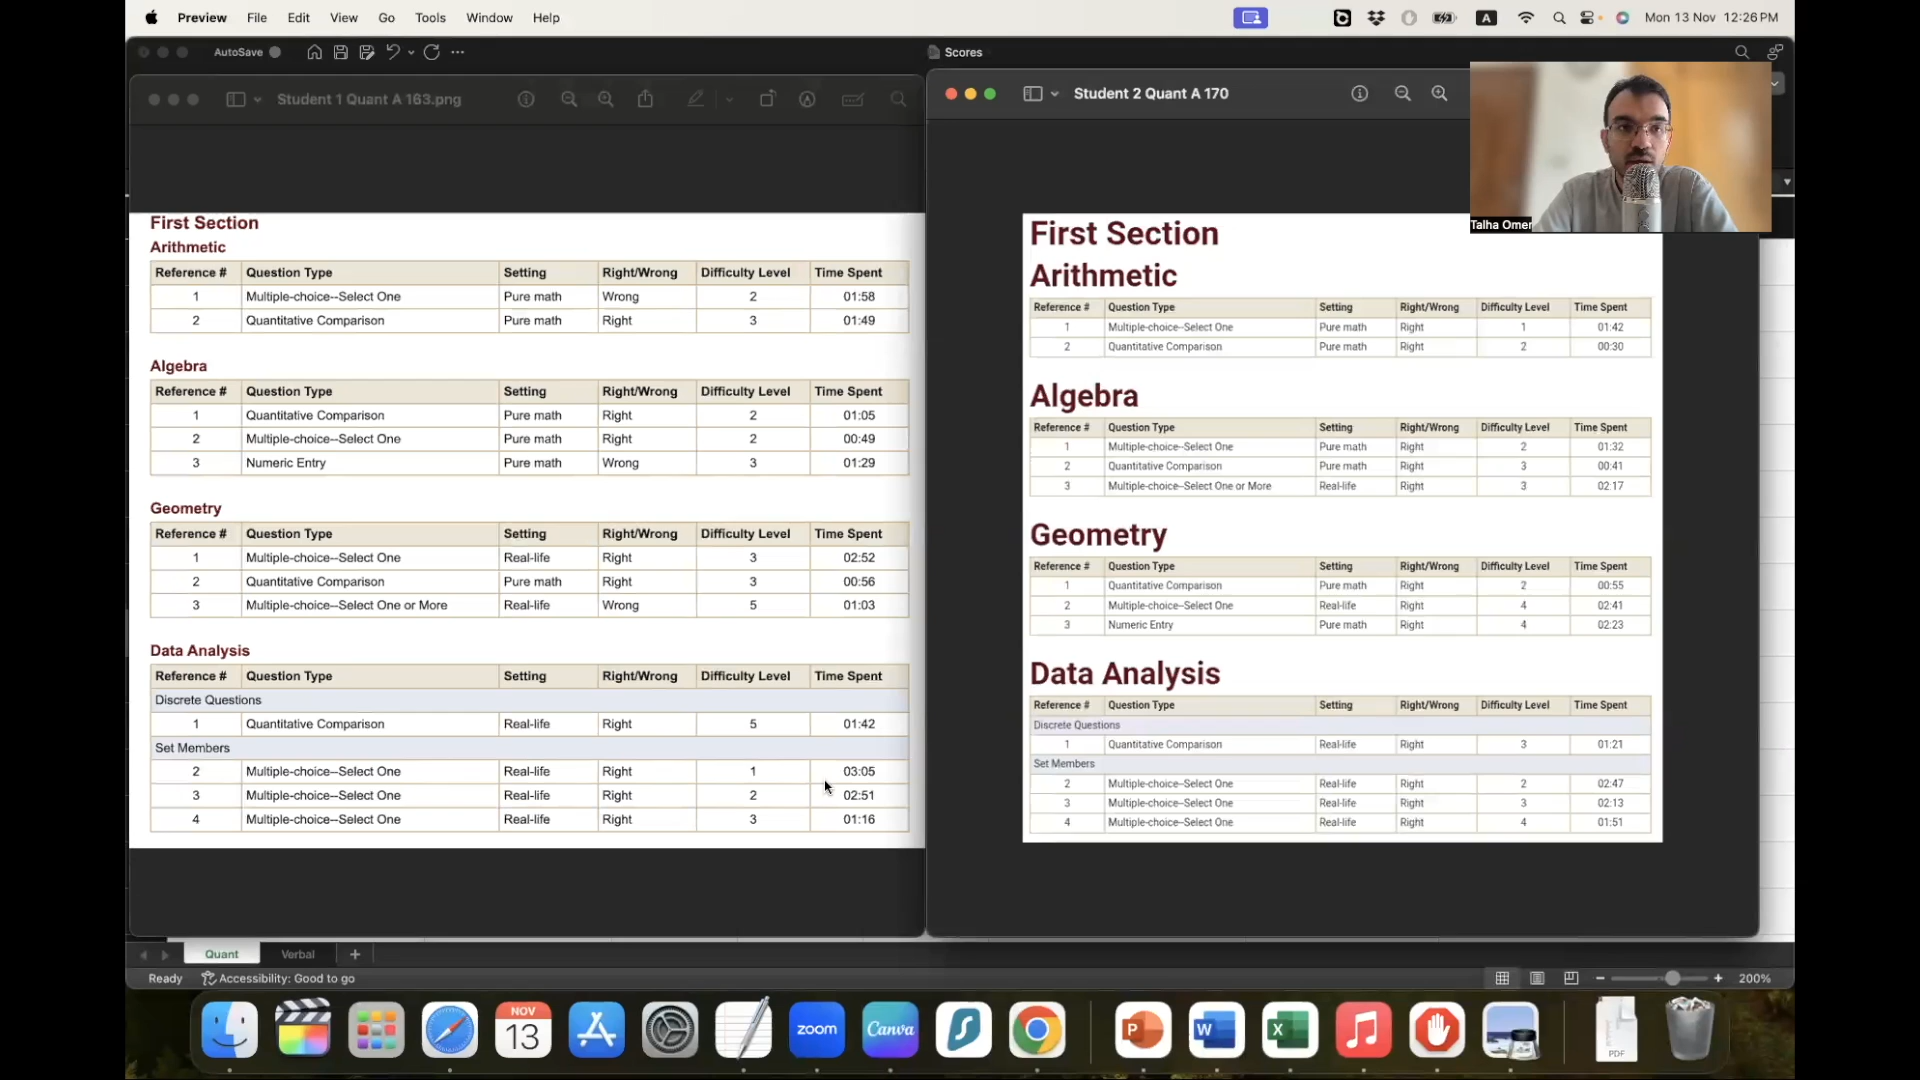 Preview File Edit View Go Tools Window Help A Mon 13 Nov 12:26 PM
AutoSave
Scores
Student 1 Quant A 163.png
Student 2 Quant A 170
Talha Omer
First Section
Arithmetic
Reference # Question Type Setting Right/Wrong Difficulty Level Time Spent
1 Multiple-choice--Select One Pure math Wrong 2 01:58
2 Quantitative Comparison Pure math Right 3 01:49
Algebra
Reference # Question Type Setting Right/Wrong Difficulty Level Time Spent
1 Quantitative Comparison Pure math Right 2 01:05
2 Multiple-choice--Select One Pure math Right 2 00:49
3 Numeric Entry Pure math Wrong 3 01:29
Geometry
Reference # Question Type Setting Right/Wrong Difficulty Level Time Spent
1 Multiple-choice--Select One Real-life Right 3 02:52
2 Quantitative Comparison Pure math Right 3 00:56
3 Multiple-choice--Select One or More Real-life Wrong 5 01:03
Data Analysis
Reference # Question Type Setting Right/Wrong Difficulty Level Time Spent
Discrete Questions
1 Quantitative Comparison Real-life Right 5 01:42
Set Members
2 Multiple-choice--Select One Real-life Right 1 03:05
3 Multiple-choice--Select One Real-life Right 2 02:51
4 Multiple-choice--Select One Real-life Right 3 01:16
First Section
Arithmetic
Reference # Question Type Setting Right/Wrong Difficulty Level Time Spent
1 Multiple-choice--Select One Pure math Right 1 01:42
2 Quantitative Comparison Pure math Right 2 00:30
Algebra
Reference # Question Type Setting Right/Wrong Difficulty Level Time Spent
1 Multiple-choice--Select One Pure math Right 2 01:32
2 Quantitative Comparison Pure math Right 3 00:41
3 Multiple-choice--Select One or More Real-life Right 3 02:17
Geometry
Reference # Question Type Setting Right/Wrong Difficulty Level Time Spent
1 Quantitative Comparison Pure math Right 2 00:55
2 Multiple-choice--Select One Real-life Right 4 02:41
3 Numeric Entry Pure math Right 4 02:23
Data Analysis
Reference # Question Type Setting Right/Wrong Difficulty Level Time Spent
Discrete Questions
1 Quantitative Comparison Real-life Right 3 01:21
Set Members
2 Multiple-choice--Select One Real-life Right 2 02:47
3 Multiple-choice--Select One Real-life Right 3 02:13
4 Multiple-choice--Select One Real-life Right 4 01:51
Quant Verbal
Ready Accessibility: Good to go 200%
NOV
13
zoom
Canva
P
W
X
PDF